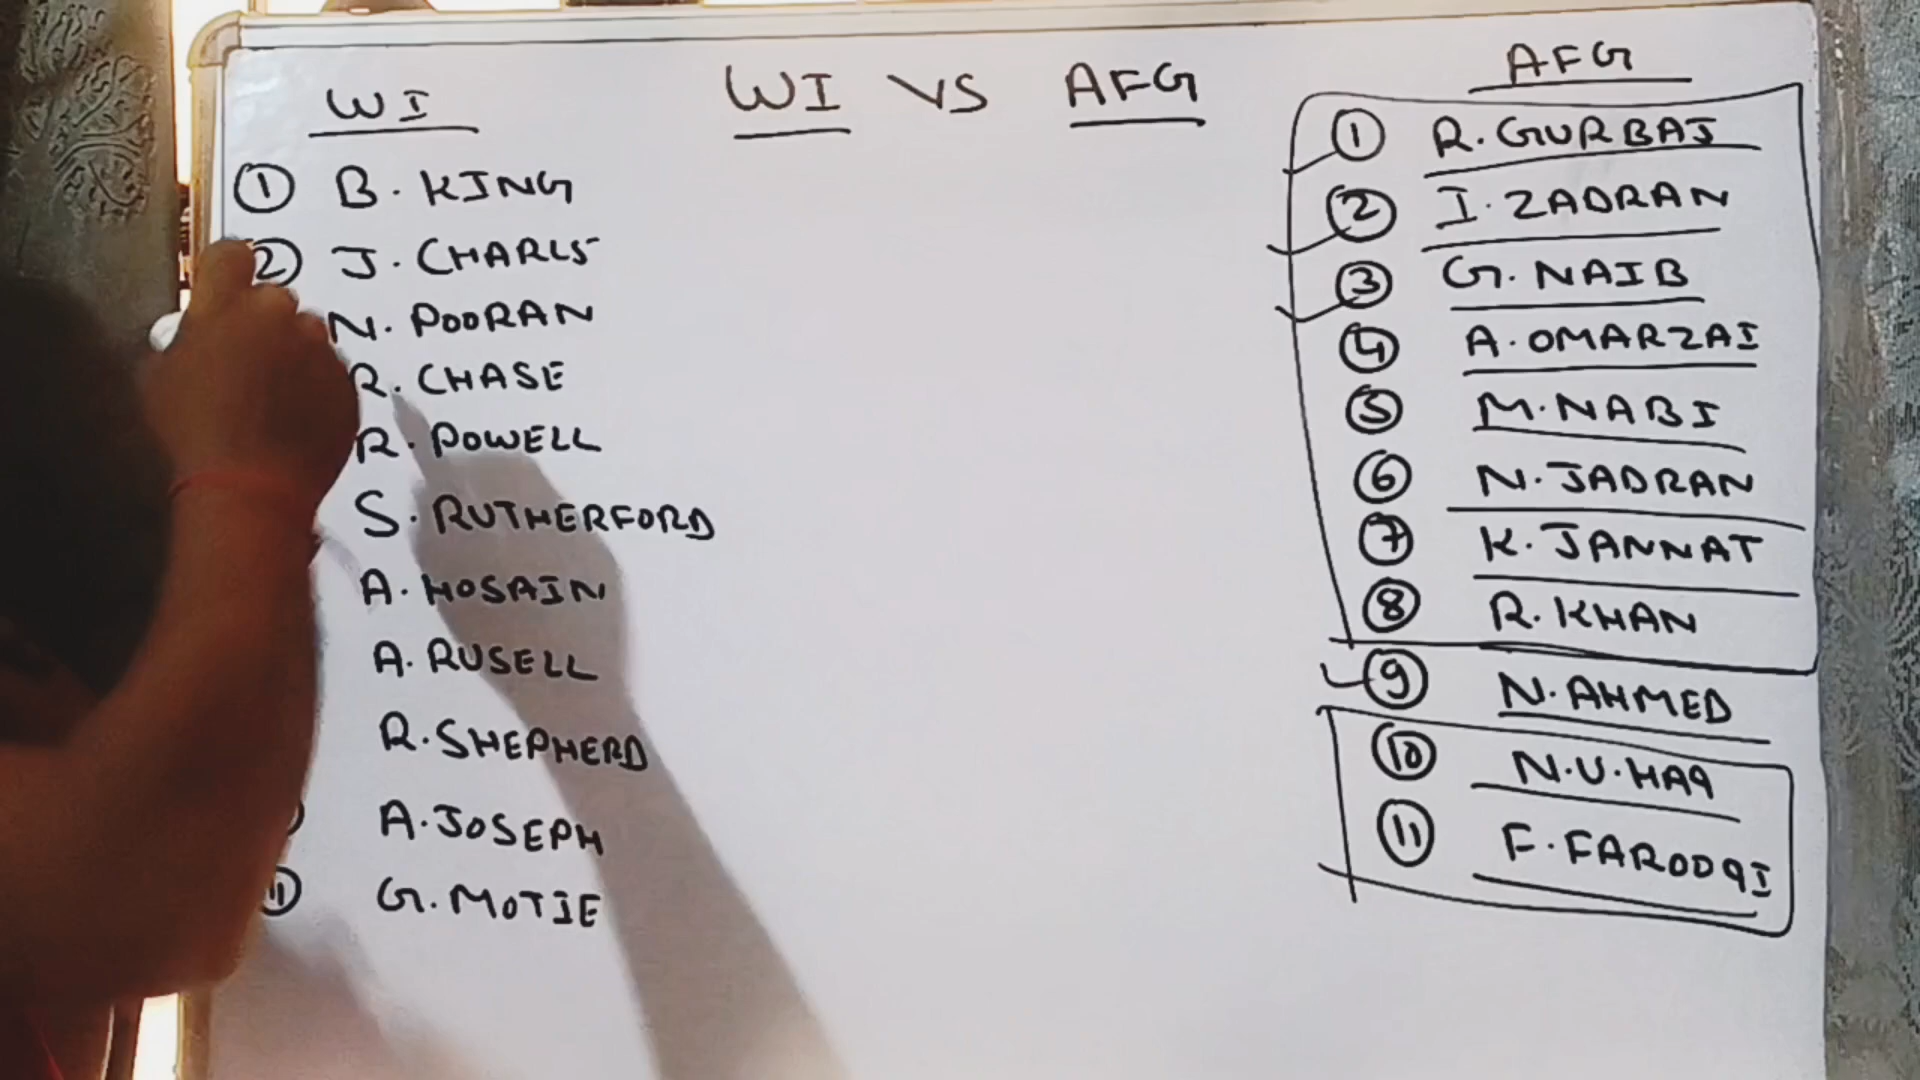 WI VS AFG
WI
① B. KING
② J. CHARLS
N. POORAN
R. CHASE
R. POWELL
S. RUTHERFORD
A. HOSAIN
A. RUSELL
R. SHEPHERD
A. JOSEPH
⑪ G. MOTIE
AFG
① R. GURBAJ
② I. ZADRAN
③ G. NAIB
④ A. OMARZAI
⑤ M. NABI
⑥ N. JADRAN
⑦ K. JANNAT
⑧ R. KHAN
⑨ N. AHMED
⑩ N.U.HAQ
⑪ F. FAROOQI